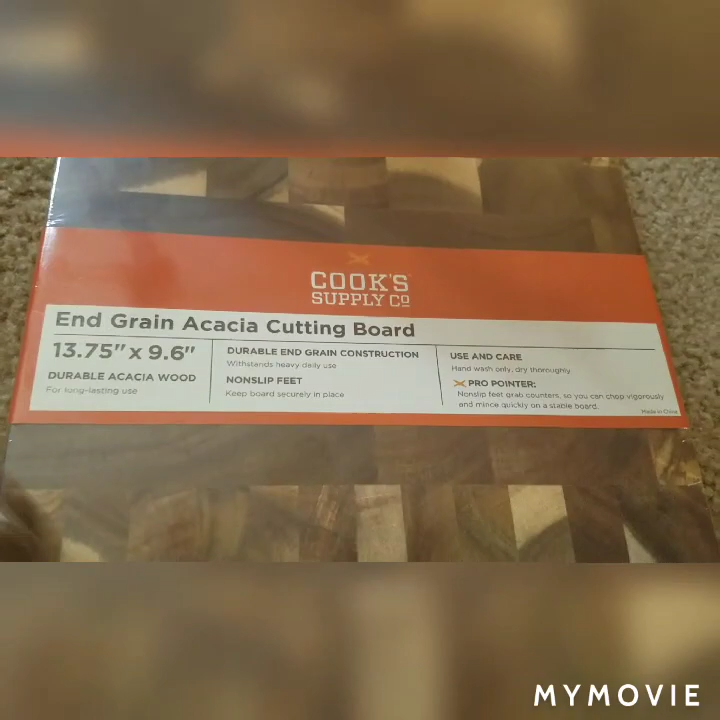 COOK'S
SUPPLY CO
End Grain Acacia Cutting Board
13.75" x 9.6"
DURABLE ACACIA WOOD
For long-lasting use
DURABLE END GRAIN CONSTRUCTION
Withstands heavy daily use
NONSLIP FEET
Keep board securely in place
USE AND CARE
Hand wash only, dry thoroughly
PRO POINTER:
Nonslip feet grab counters, so you can chop vigorously
and mince quickly on a stable board.
Made in China
MYMOVIE